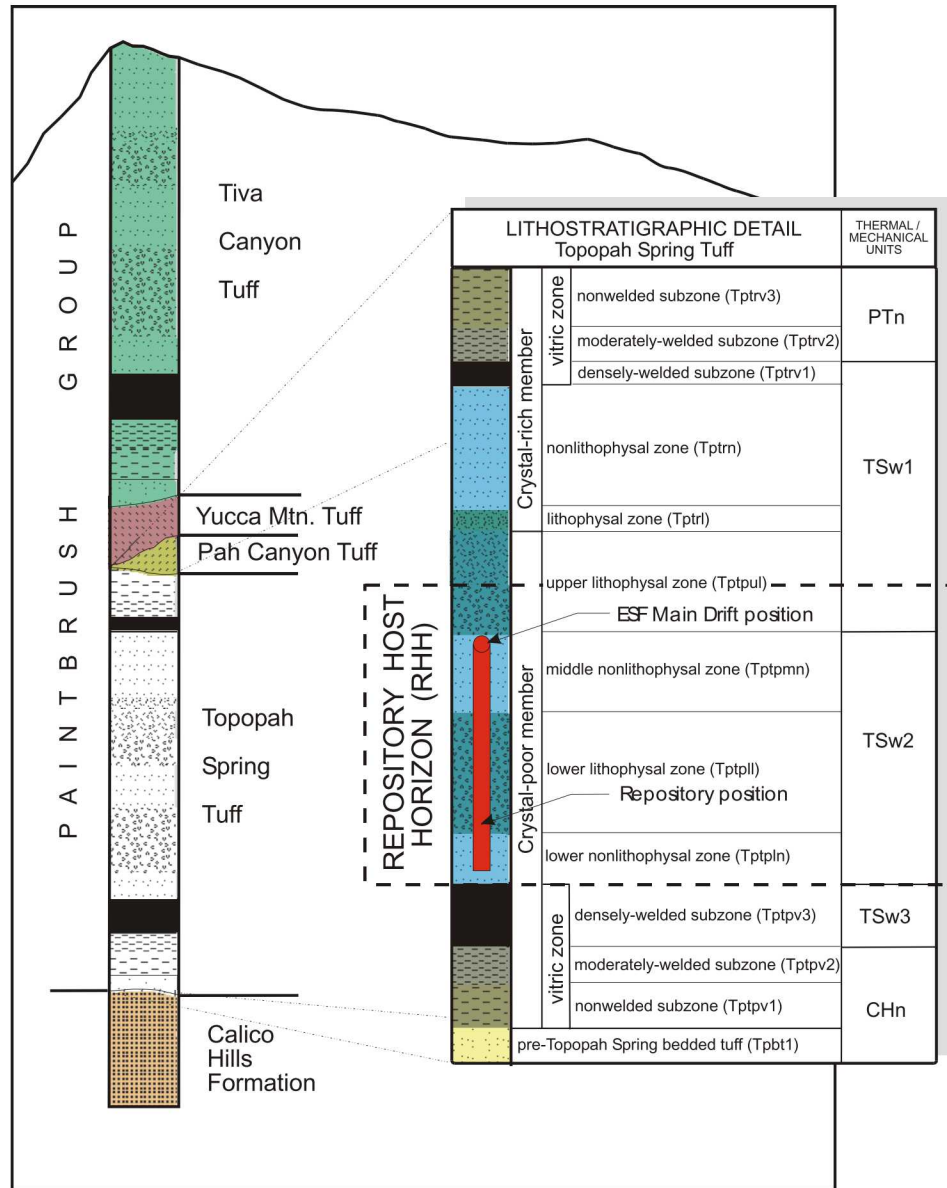 PAINTBRUSH GROUP
Tiva
Canyon
Tuff
Yucca Mtn. Tuff
Pah Canyon Tuff
Topopah
Spring
Tuff
Calico
Hills
Formation
LITHOSTRATIGRAPHIC DETAIL
Topopah Spring Tuff
THERMAL /
MECHANICAL
UNITS
Crystal-rich member
vitric zone
nonwelded subzone (Tptrv3)
moderately-welded subzone (Tptrv2)
densely-welded subzone (Tptrv1)
nonlithophysal zone (Tptrn)
lithophysal zone (Tptrl)
PTn
TSw1
REPOSITORY HOST
HORIZON (RHH)
Crystal-poor member
upper lithophysal zone (Tptpul)
ESF Main Drift position
middle nonlithophysal zone (Tptpmn)
lower lithophysal zone (Tptpll)
Repository position
lower nonlithophysal zone (Tptpln)
TSw2
vitric zone
densely-welded subzone (Tptpv3)
moderately-welded subzone (Tptpv2)
nonwelded subzone (Tptpv1)
pre-Topopah Spring bedded tuff (Tpbt1)
TSw3
CHn